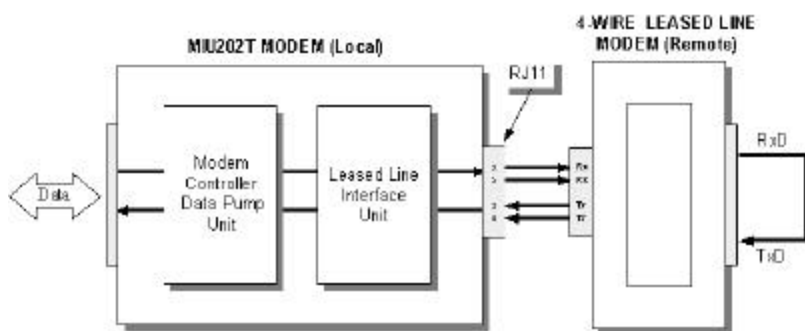 MIU202T MODEM (Local)
4-WIRE LEASED LINE
MODEM (Remote)
RJ11
Modem
Controller
Data Pump
Unit
Leased Line
Interface
Unit
Data
RxD
TxD